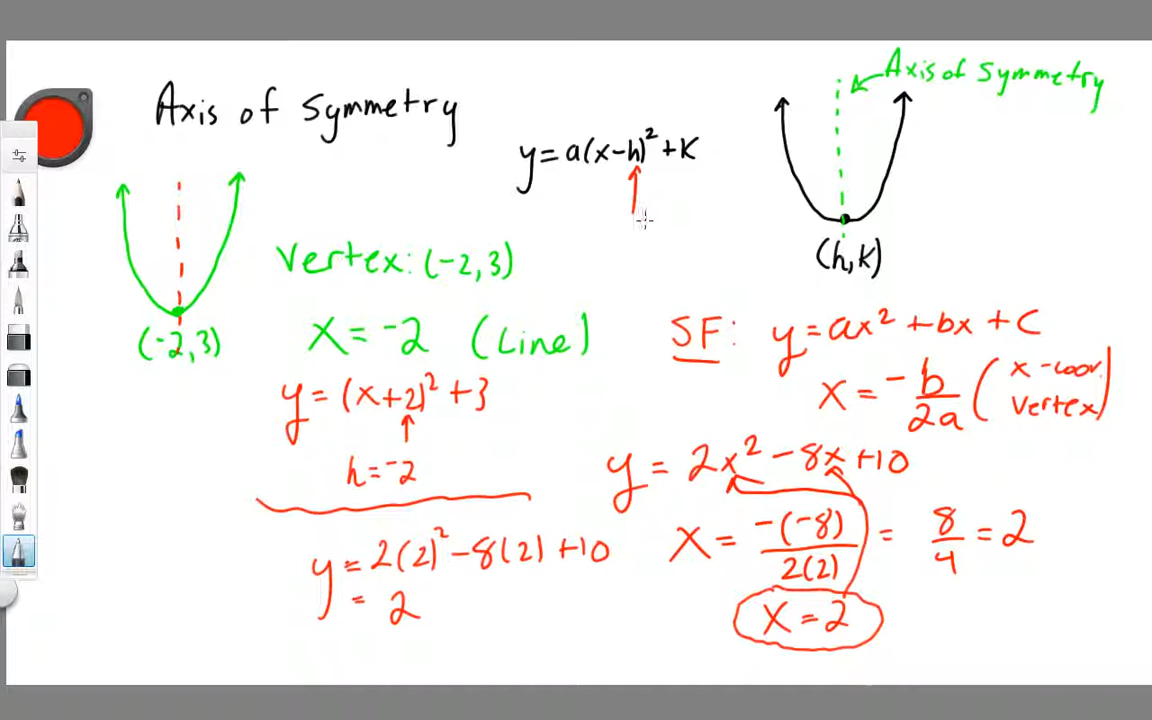 Axis of Symmetry
y=a(x-h)²+K
Axis of Symmetry
(h,K)
(-2,3)
Vertex: (-2,3)
X=-2 (Line)
y=(x+2)²+3
h=-2
SF: y=ax²+bx+C
X=-b/2a (x-coor. vertex)
y=2x²-8x+10
X=-(-8)/2(2)=8/4=2
X=2
y=2(2)²-8(2)+10
=2